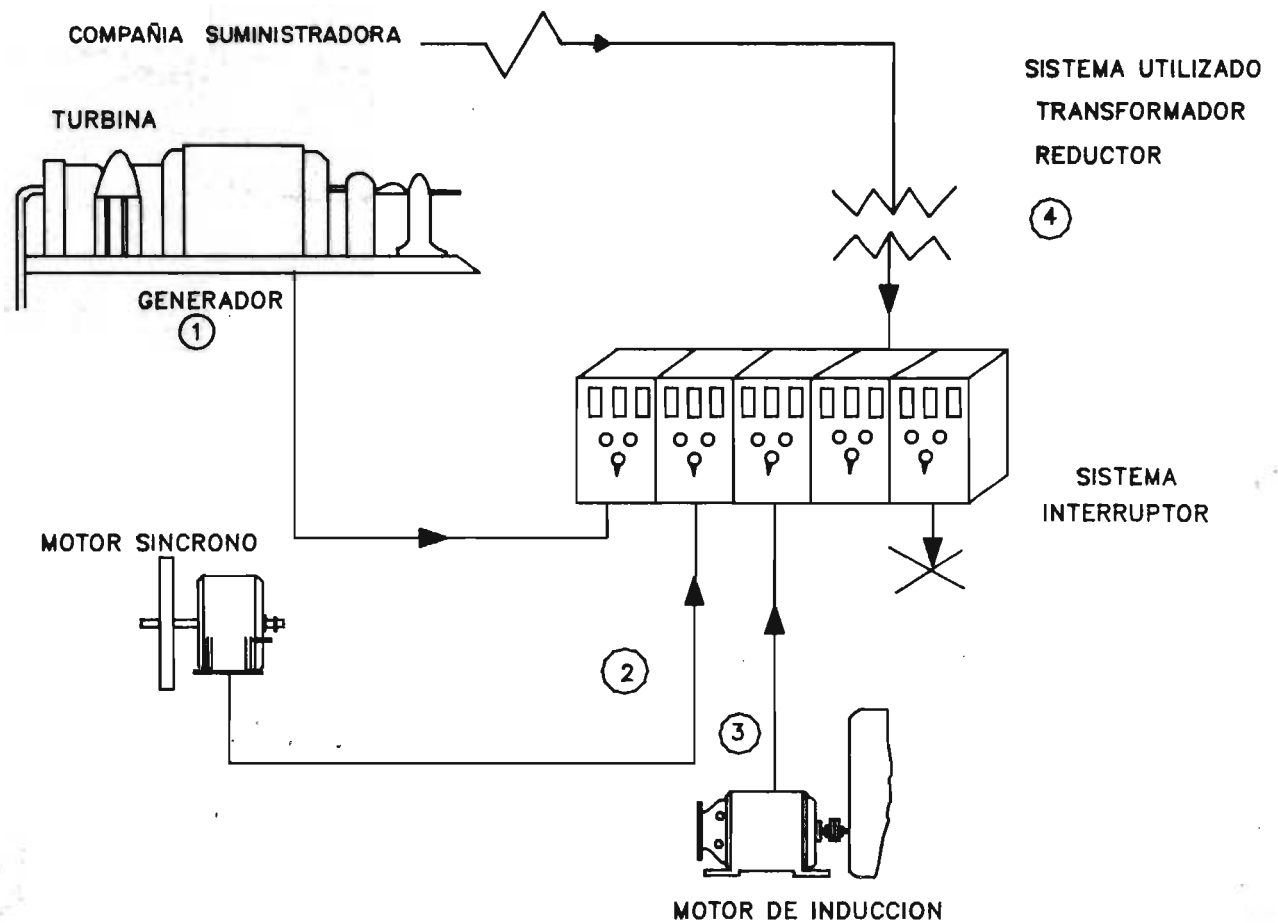 COMPAÑIA SUMINISTRADORA
SISTEMA UTILIZADO
TRANSFORMADOR
REDUCTOR
4
TURBINA
GENERADOR
1
SISTEMA
INTERRUPTOR
MOTOR SINCRONO
2
3
MOTOR DE INDUCCION